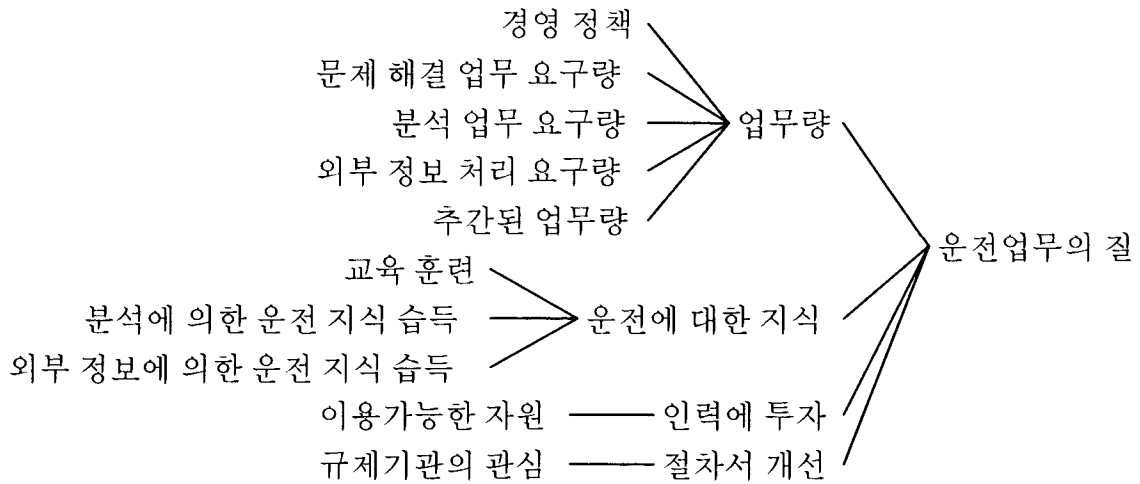 경영 정책
문제 해결 업무 요구량
분석 업무 요구량
업무량
외부 정보 처리 요구량
추간된 업무량
운전업무의 질
교육 훈련
분석에 의한 운전 지식 습득
운전에 대한 지식
외부 정보에 의한 운전 지식 습득
이용가능한 자원
인력에 투자
규제기관의 관심
절차서 개선